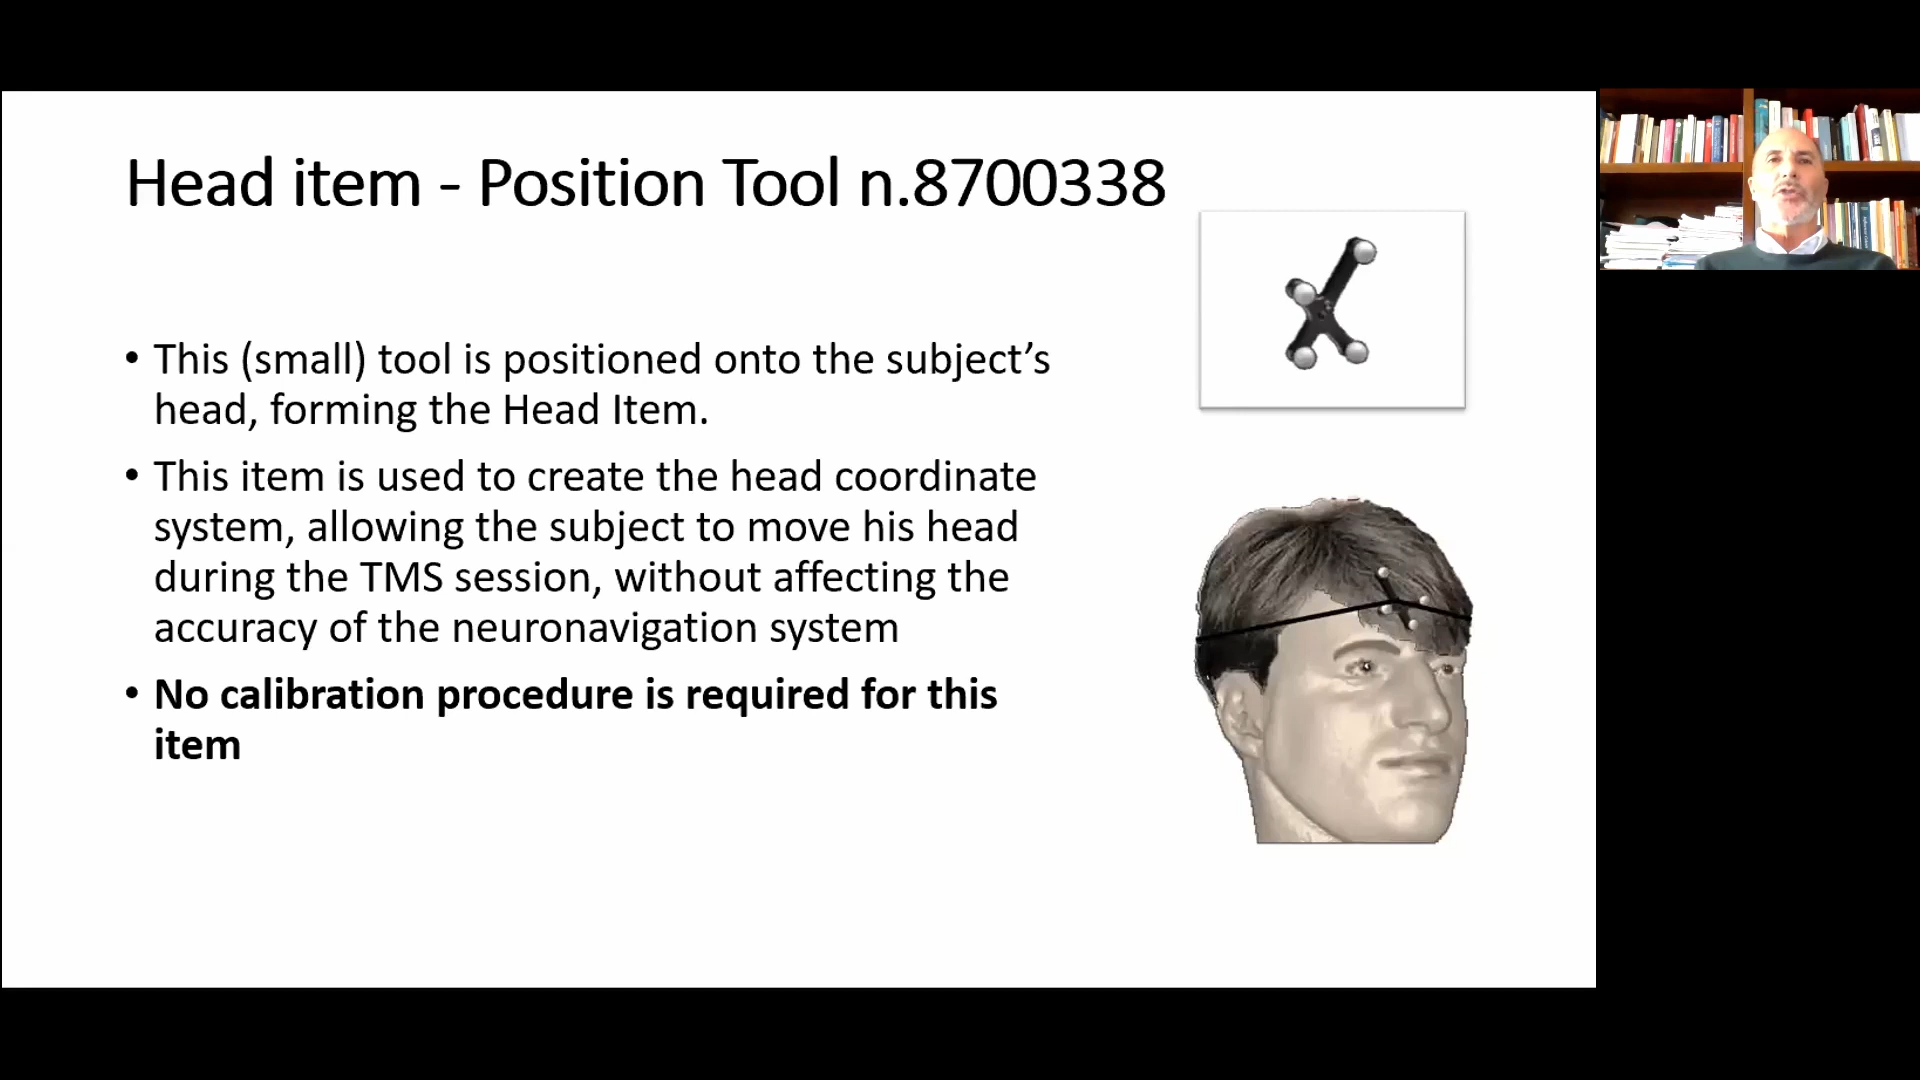 Head item - Position Tool n.8700338
• This (small) tool is positioned onto the subject’s
head, forming the Head Item.
• This item is used to create the head coordinate
system, allowing the subject to move his head
during the TMS session, without affecting the
accuracy of the neuronavigation system
• No calibration procedure is required for this
item